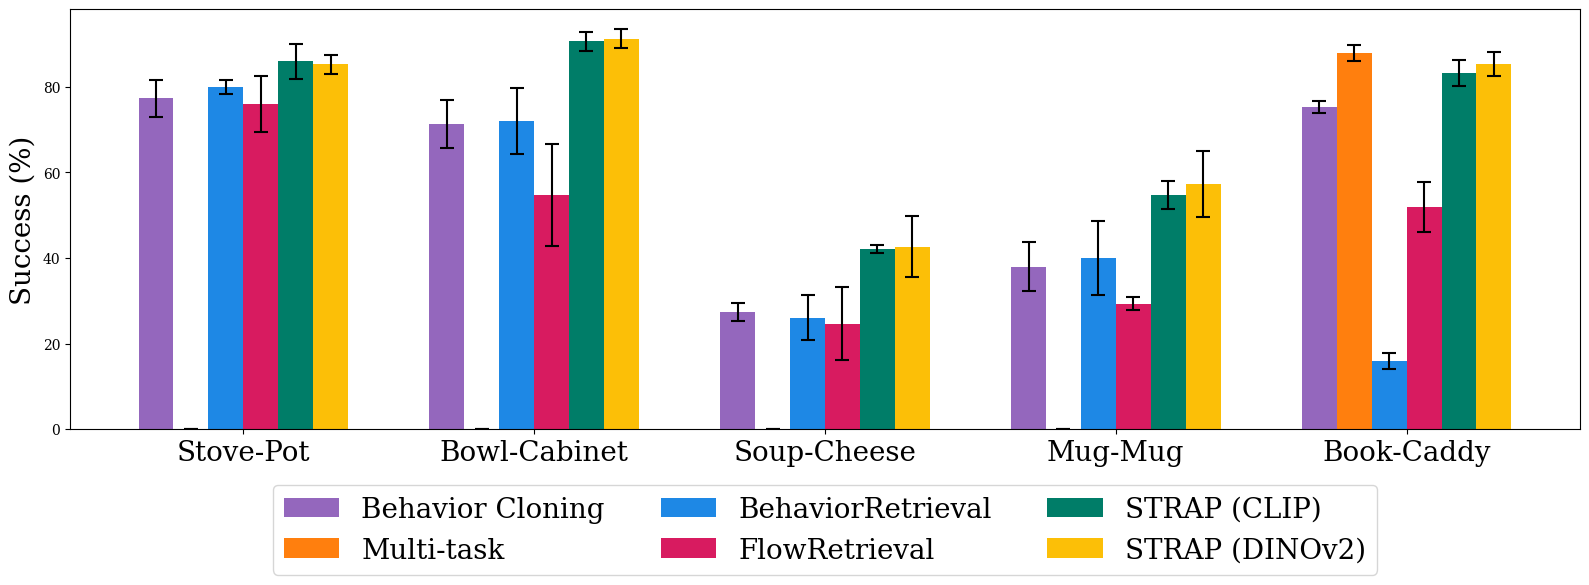 Success (%)
80
60
40
20
0
Stove-Pot Bowl-Cabinet Soup-Cheese Mug-Mug Book-Caddy
Behavior Cloning BehaviorRetrieval STRAP (CLIP)
Multi-task FlowRetrieval STRAP (DINOv2)